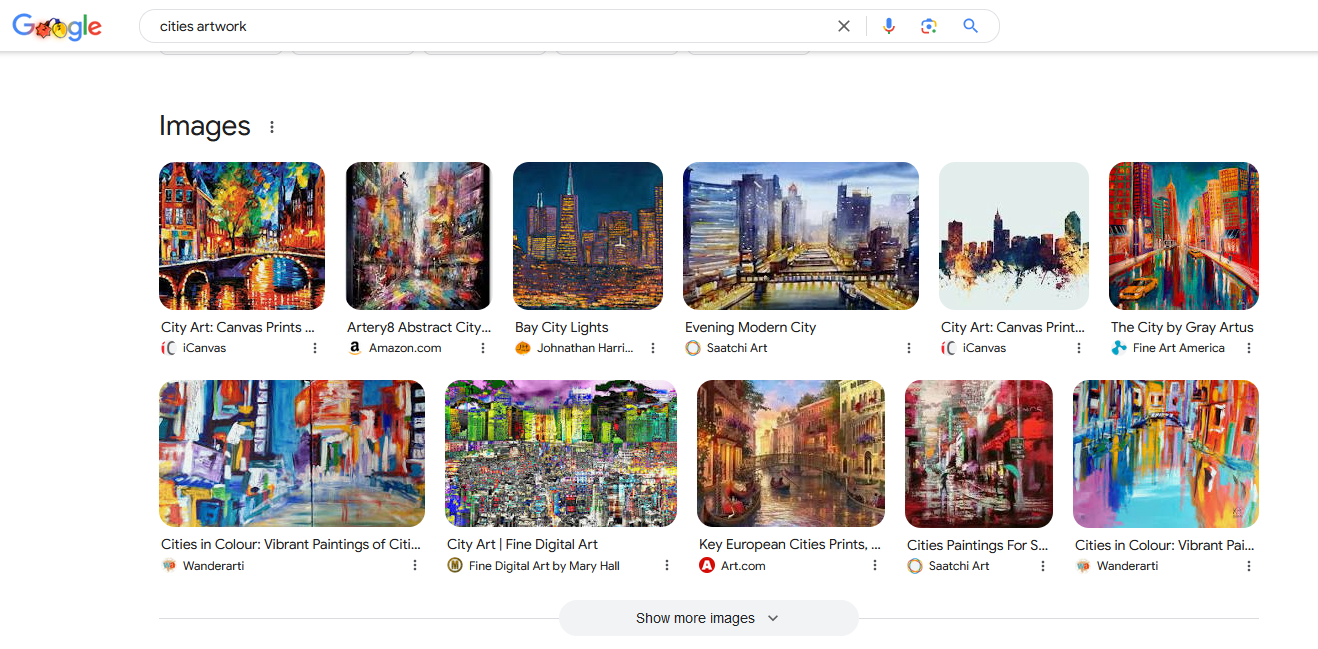 Google
cities artwork
Images
City Art: Canvas Prints ...
iCanvas
Artery8 Abstract City...
Amazon.com
Bay City Lights
Johnathan Harri...
Evening Modern City
Saatchi Art
City Art: Canvas Print...
iCanvas
The City by Gray Artus
Fine Art America
Cities in Colour: Vibrant Paintings of Citi...
Wanderarti
City Art | Fine Digital Art
Fine Digital Art by Mary Hall
Key European Cities Prints, ...
Art.com
Cities Paintings For S...
Saatchi Art
Cities in Colour: Vibrant Pai...
Wanderarti
Show more images